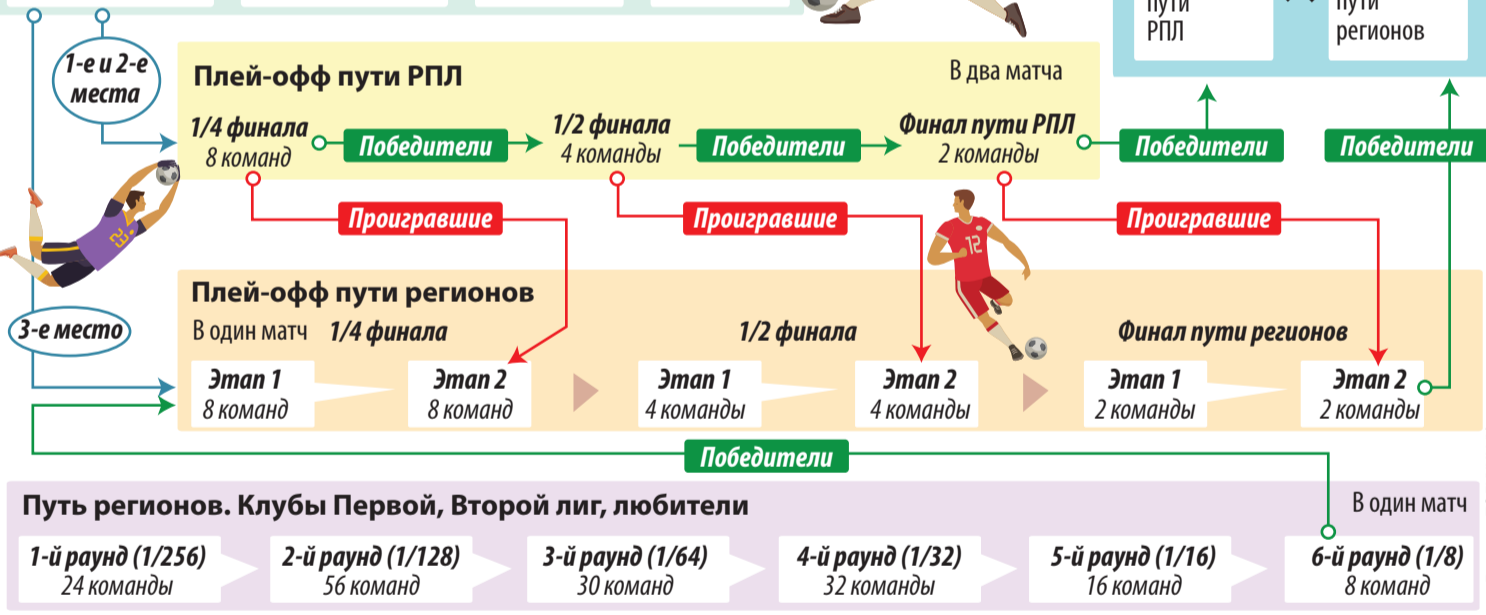 пути
РПЛ
пути
регионов
1-е и 2-е
места
Плей-офф пути РПЛ
В два матча
1/4 финала
8 команд
Победители
1/2 финала
4 команды
Победители
Финал пути РПЛ
2 команды
Победители
Победители
Проигравшие
Проигравшие
Проигравшие
23
12
3-е место
Плей-офф пути регионов
В один матч
1/4 финала
1/2 финала
Финал пути регионов
Этап 1
8 команд
Этап 2
8 команд
Этап 1
4 команды
Этап 2
4 команды
Этап 1
2 команды
Этап 2
2 команды
Победители
Путь регионов. Клубы Первой, Второй лиг, любители
В один матч
1-й раунд (1/256)
24 команды
2-й раунд (1/128)
56 команд
3-й раунд (1/64)
30 команд
4-й раунд (1/32)
32 команды
5-й раунд (1/16)
16 команд
6-й раунд (1/8)
8 команд